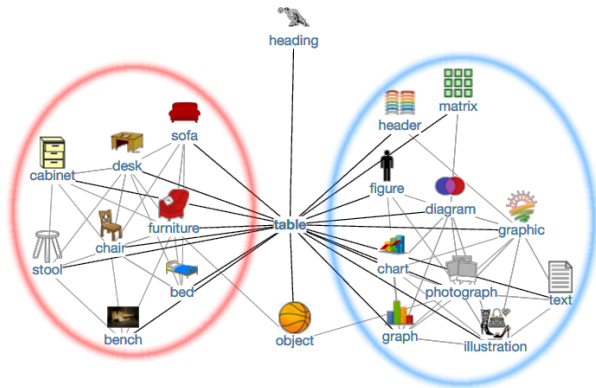 heading
matrix
header
sofa
desk
cabinet
figure
diagram
furniture
table
graphic
chair
stool
chart
bed
photograph
text
bench
object
graph
illustration